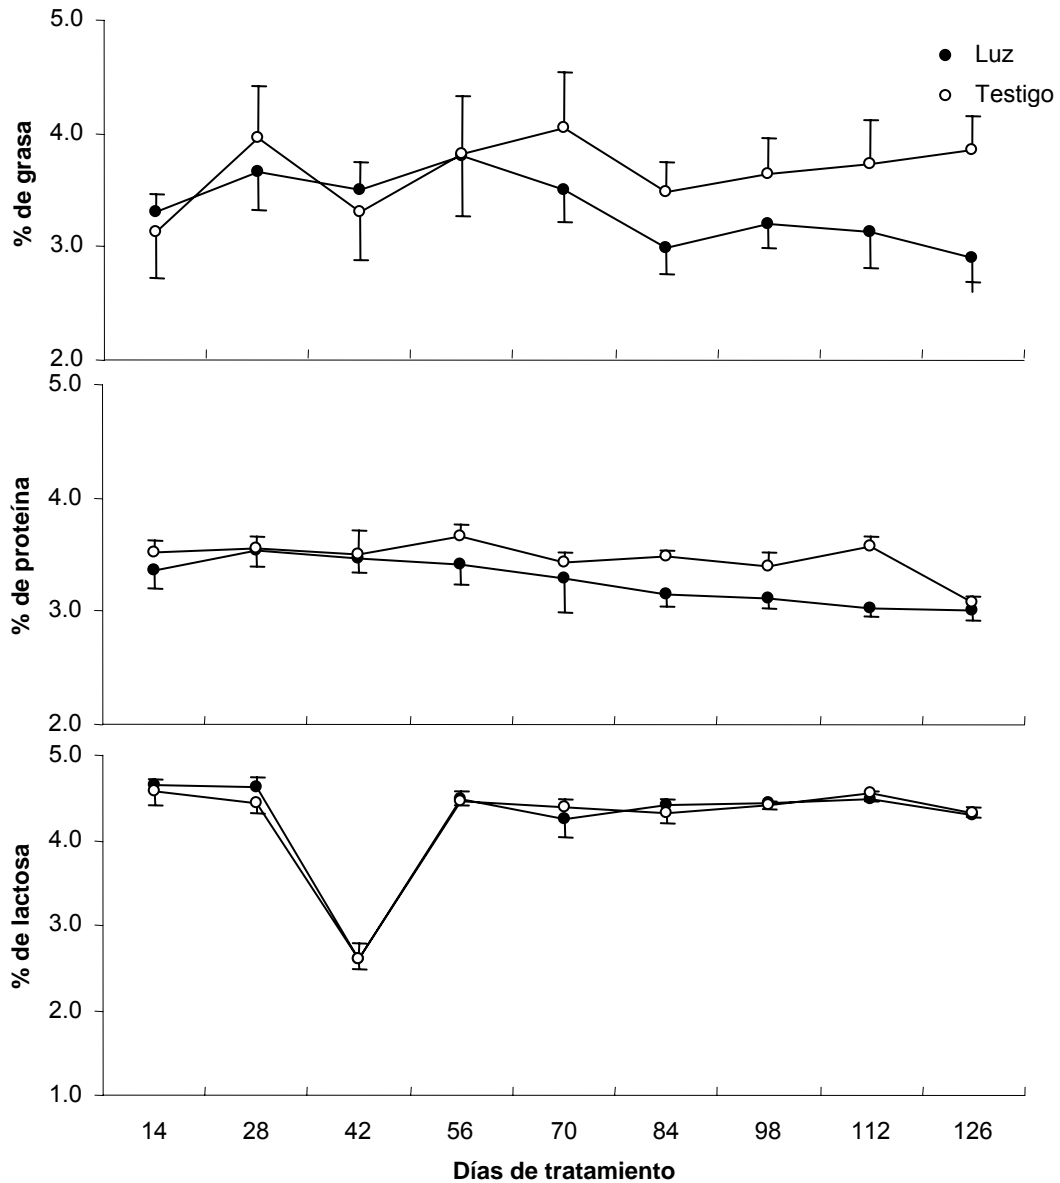 5.0
Luz
Testigo
4.0
% de grasa
3.0
2.0
5.0
4.0
% de proteína
3.0
2.0
5.0
4.0
% de lactosa
3.0
2.0
1.0
14 28 42 56 70 84 98 112 126
Días de tratamiento